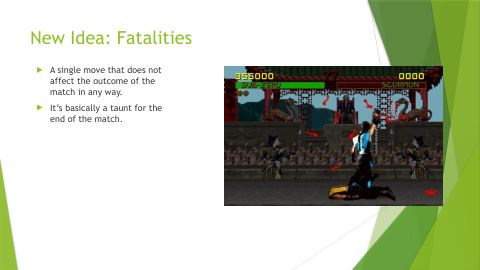 New Idea: Fatalities
A single move that does not
affect the outcome of the
match in any way.
It's basically a taunt for the
end of the match.
355000 0000
SUB-ZERO SCORPION